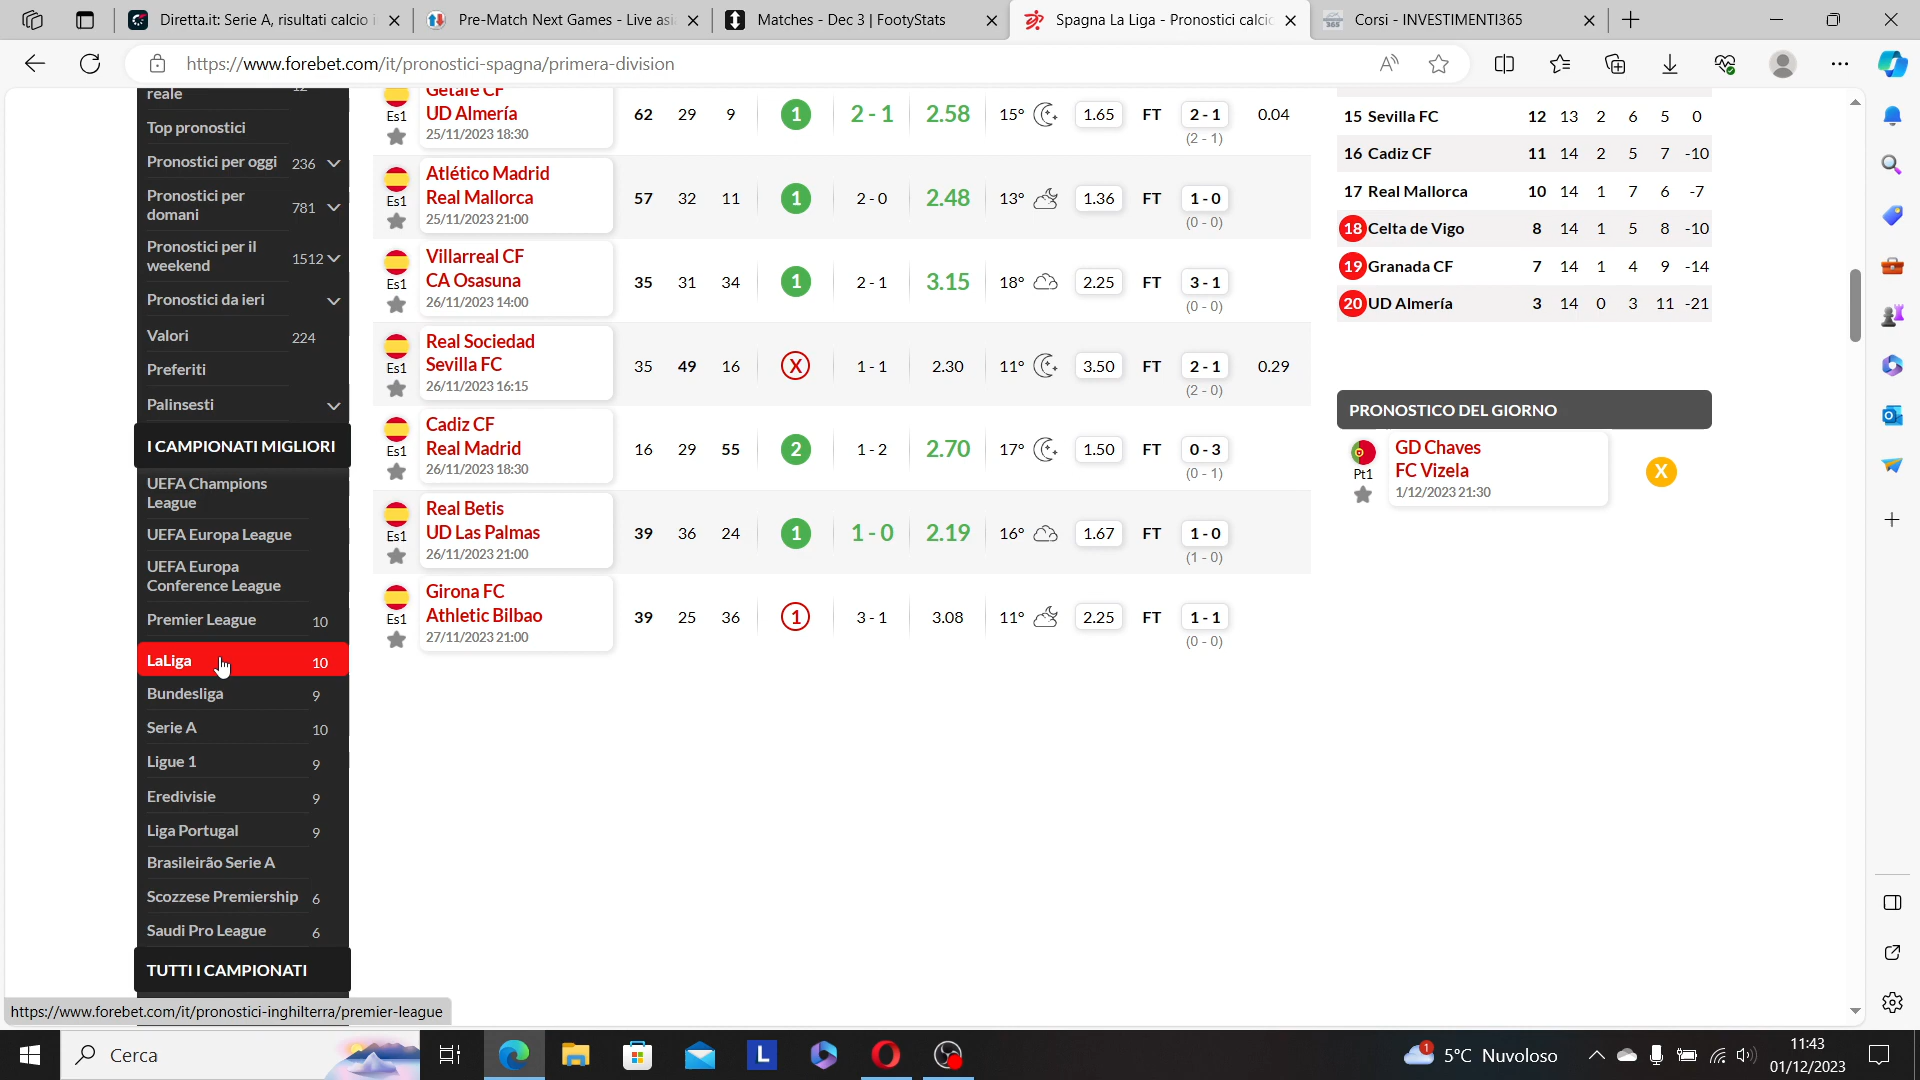 Diretta.it: Serie A, risultati calcio i
Pre-Match Next Games - Live asi
Matches - Dec 3 | FootyStats
Spagna La Liga - Pronostici calcio
Corsi - INVESTIMENTI365
https://www.forebet.com/it/pronostici-spagna/primera-division
reale 12
Top pronostici
Pronostici per oggi 236
Pronostici per domani 781
Pronostici per il weekend 1512
Pronostici da ieri
Valori 224
Preferiti
Palinsesti
I CAMPIONATI MIGLIORI
UEFA Champions
League
UEFA Europa League
UEFA Europa
Conference League
Premier League 10
LaLiga 10
Bundesliga 9
Serie A 10
Ligue 1 9
Eredivisie 9
Liga Portugal 9
Brasileirão Serie A
Scozzese Premiership 6
Saudi Pro League 6
TUTTI I CAMPIONATI
Getafe CF
Es1 UD Almería 62 29 9 1 2 - 1 2.58 15° 1.65 FT 2 - 1 0.04
25/11/2023 18:30 (2 - 1)
Atlético Madrid
Es1 Real Mallorca 57 32 11 1 2 - 0 2.48 13° 1.36 FT 1 - 0
25/11/2023 21:00 (0 - 0)
Villarreal CF
Es1 CA Osasuna 35 31 34 1 2 - 1 3.15 18° 2.25 FT 3 - 1
26/11/2023 14:00 (0 - 0)
Real Sociedad
Es1 Sevilla FC 35 49 16 X 1 - 1 2.30 11° 3.50 FT 2 - 1 0.29
26/11/2023 16:15 (2 - 0)
Cadiz CF
Es1 Real Madrid 16 29 55 2 1 - 2 2.70 17° 1.50 FT 0 - 3
26/11/2023 18:30 (0 - 1)
Real Betis
Es1 UD Las Palmas 39 36 24 1 1 - 0 2.19 16° 1.67 FT 1 - 0
26/11/2023 21:00 (1 - 0)
Girona FC
Es1 Athletic Bilbao 39 25 36 1 3 - 1 3.08 11° 2.25 FT 1 - 1
27/11/2023 21:00 (0 - 0)
15 Sevilla FC 12 13 2 6 5 0
16 Cadiz CF 11 14 2 5 7 -10
17 Real Mallorca 10 14 1 7 6 -7
18 Celta de Vigo 8 14 1 5 8 -10
19 Granada CF 7 14 1 4 9 -14
20 UD Almería 3 14 0 3 11 -21
PRONOSTICO DEL GIORNO
GD Chaves
Pt1 FC Vizela X
1/12/2023 21:30
https://www.forebet.com/it/pronostici-inghilterra/premier-league
Cerca
L
1 5°C Nuvoloso
11:43
01/12/2023